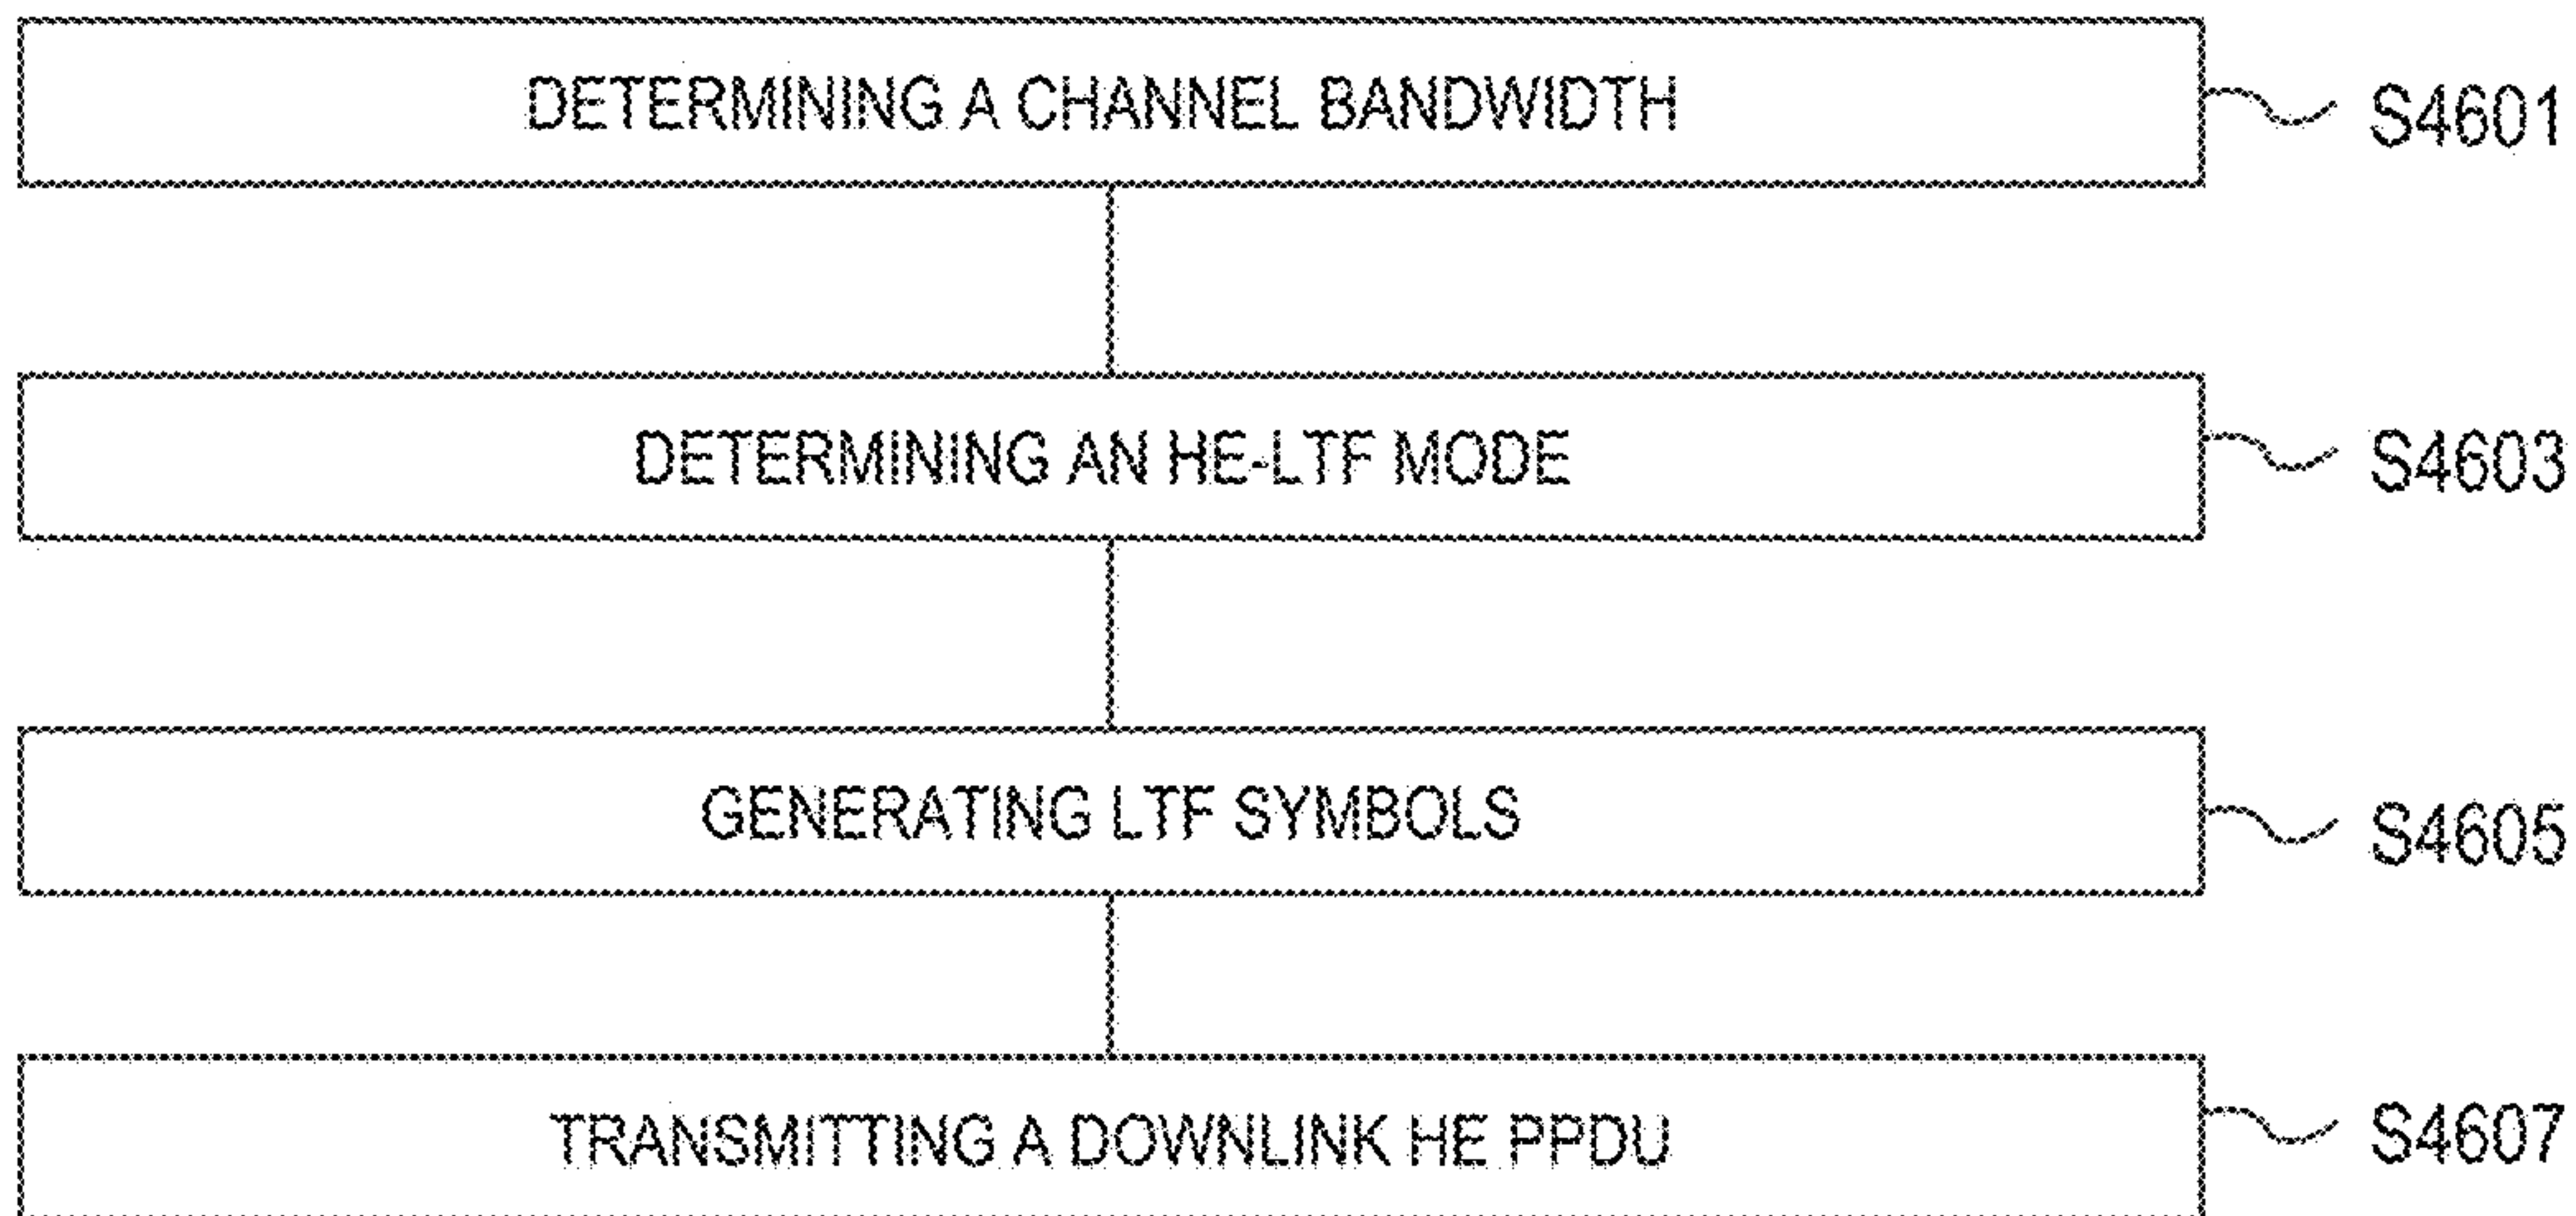 DETERMINING A CHANNEL BANDWIDTH
S4601
DETERMINING AN HE-LTF MODE
S4603
GENERATING LTF SYMBOLS
S4605
TRANSMITTING A DOWNLINK HE PPDU
S4607